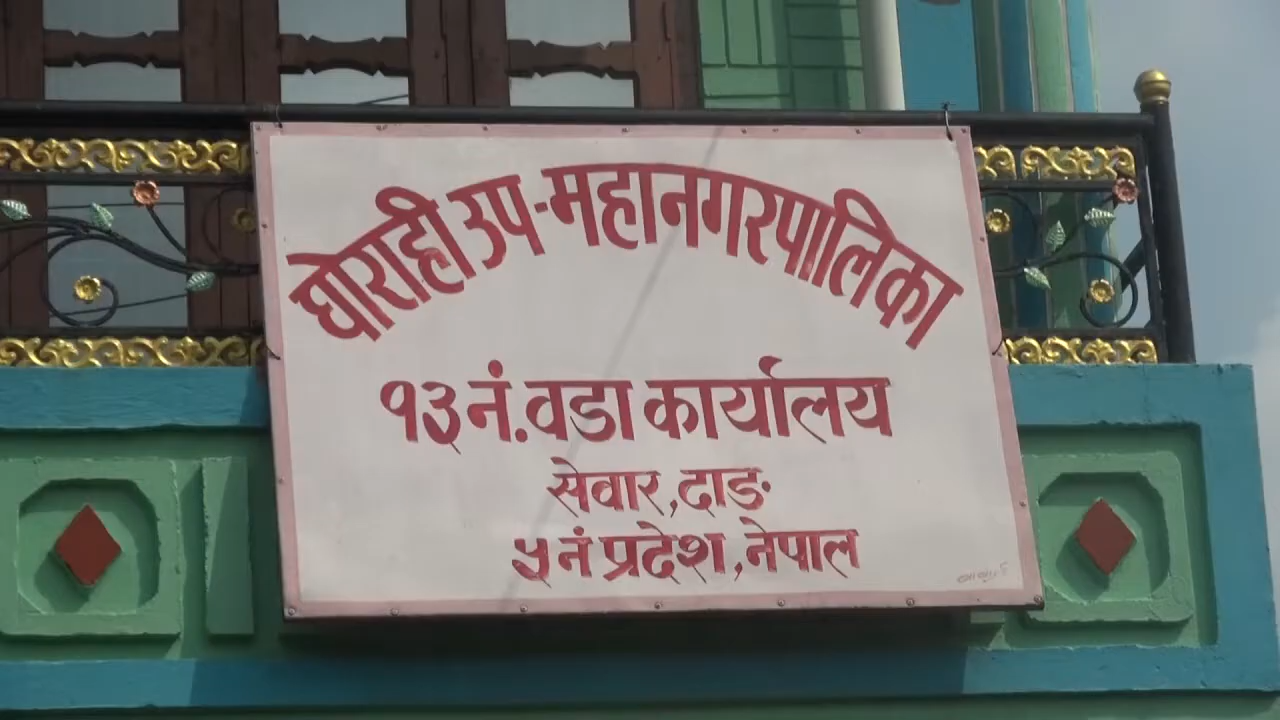 घोराही उप-महानगरपालिका
१३ नं. वडा कार्यालय
सेवार, दाङ
५ नं प्रदेश, नेपाल